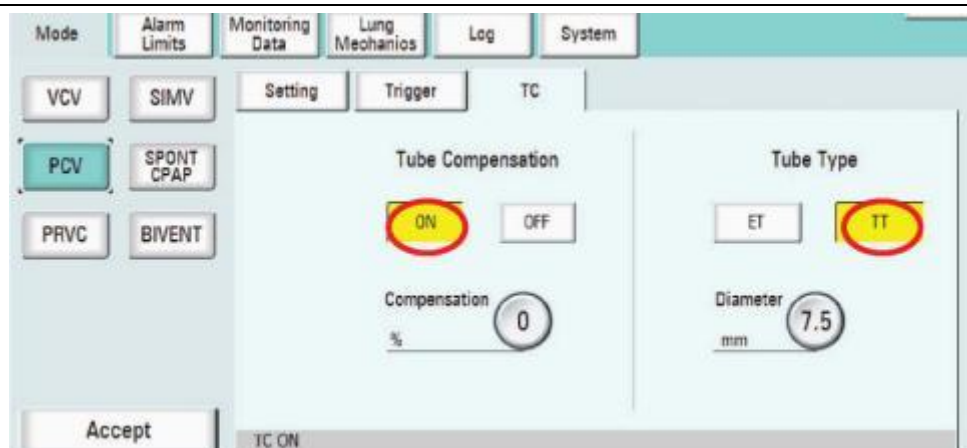 Mode
Alarm
Limits
Monitoring
Data
Lung
Mechanics
Log
System
VCV
SIMV
Setting
Trigger
TC
PCV
SPONT
CPAP
Tube Compensation
Tube Type
ON
OFF
ET
TT
PRVC
BIVENT
Compensation
%
0
Diameter
mm
7.5
Accept
TC ON